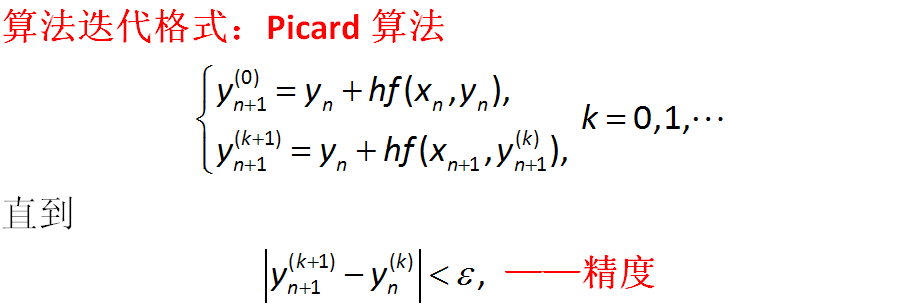 算法迭代格式：Picard 算法
y_{n+1}^{(0)} = y_n + hf(x_n, y_n),
y_{n+1}^{(k+1)} = y_n + hf(x_{n+1}, y_{n+1}^{(k)}), k = 0,1,⋯
直到
|y_{n+1}^{(k+1)} − y_n^{(k)}| < ε, ——精度